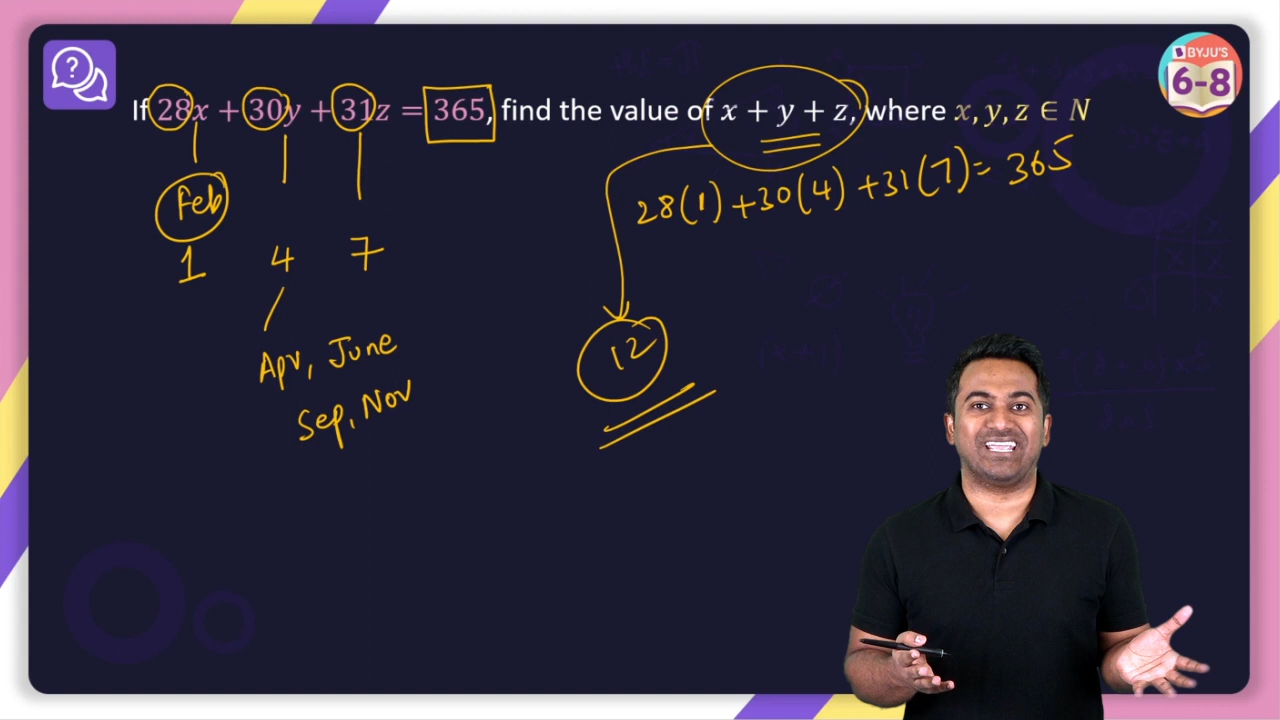 BYJU'S
6-8
If 28x + 30y + 31z = 365, find the value of x + y + z, where x, y, z ∈ N
28(1) + 30(4) + 31(7) = 365
Feb
1 4 7
12
Apr, June
Sep, Nov